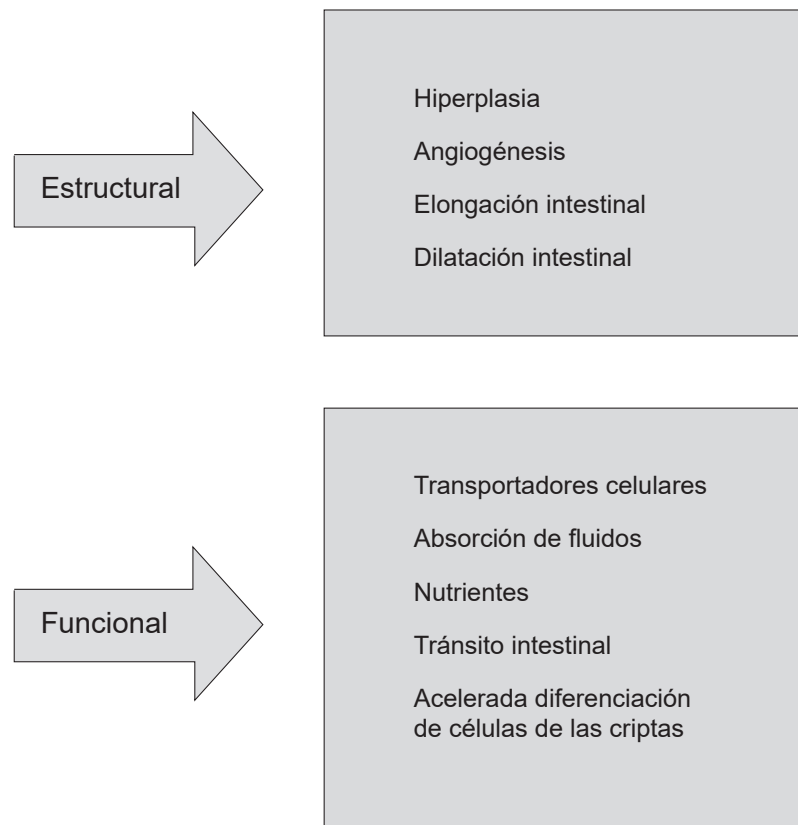 Estructural
Hiperplasia
Angiogénesis
Elongación intestinal
Dilatación intestinal
Funcional
Transportadores celulares
Absorción de fluidos
Nutrientes
Tránsito intestinal
Acelerada diferenciación
de células de las criptas